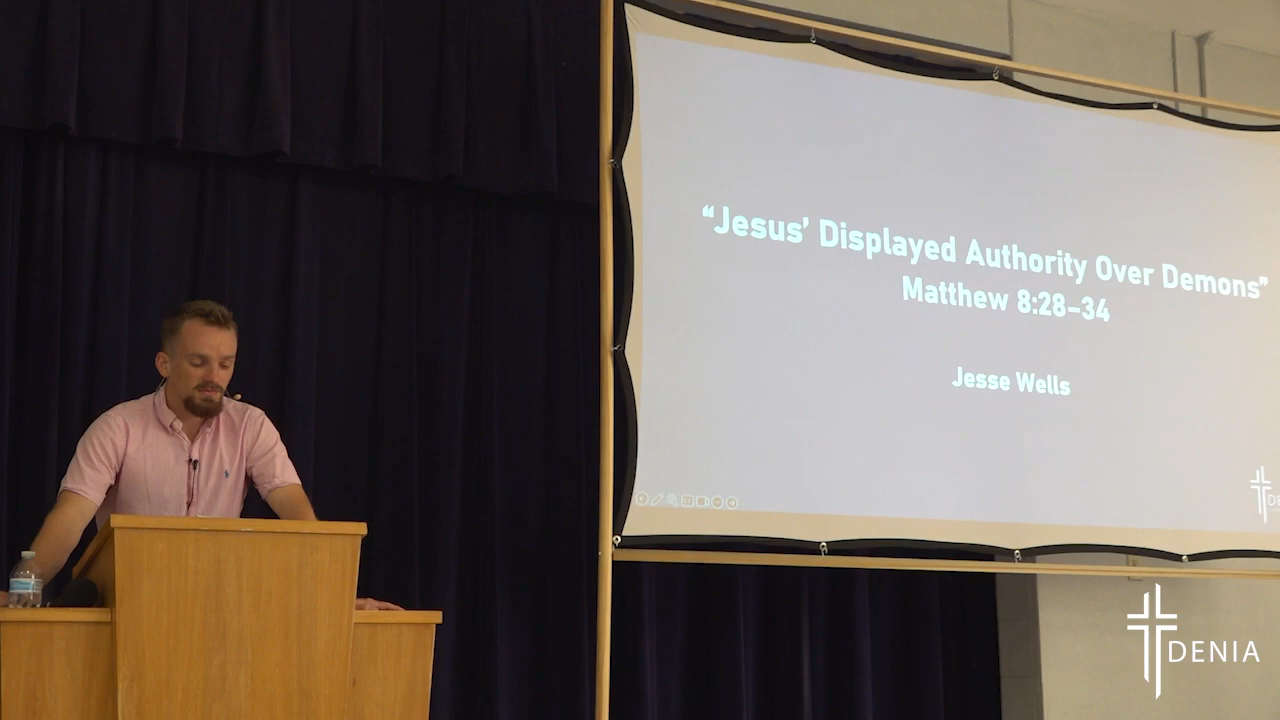 “Jesus’ Displayed Authority Over Demons”
Matthew 8:28–34
Jesse Wells
DENIA